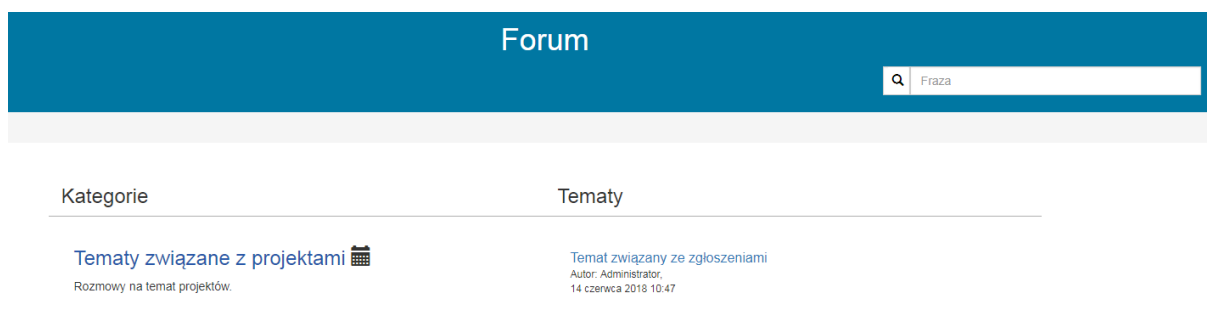 Forum
Fraza
Kategorie
Tematy
Tematy związane z projektami
Rozmowy na temat projektów.
Temat związany ze zgłoszeniami
Autor: Administrator,
14 czerwca 2018 10:47